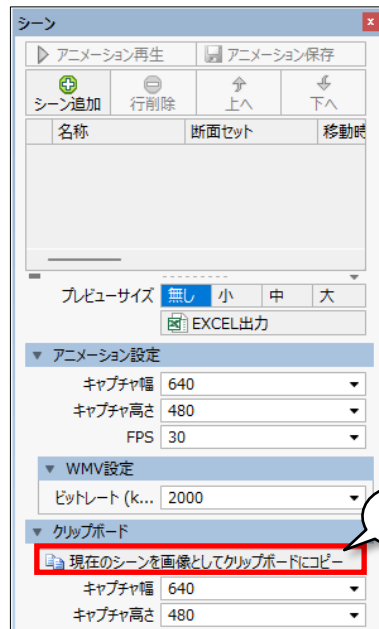 シーン
アニメーション再生 アニメーション保存
シーン追加 行削除 上へ 下へ
名称 断面セット 移動時
プレビューサイズ 無し 小 中 大
EXCEL出力
アニメーション設定
キャプチャ幅 640
キャプチャ高さ 480
FPS 30
WMV設定
ビットレート (k... 2000
クリップボード
現在のシーンを画像としてクリップボードにコピー
キャプチャ幅 640
キャプチャ高さ 480